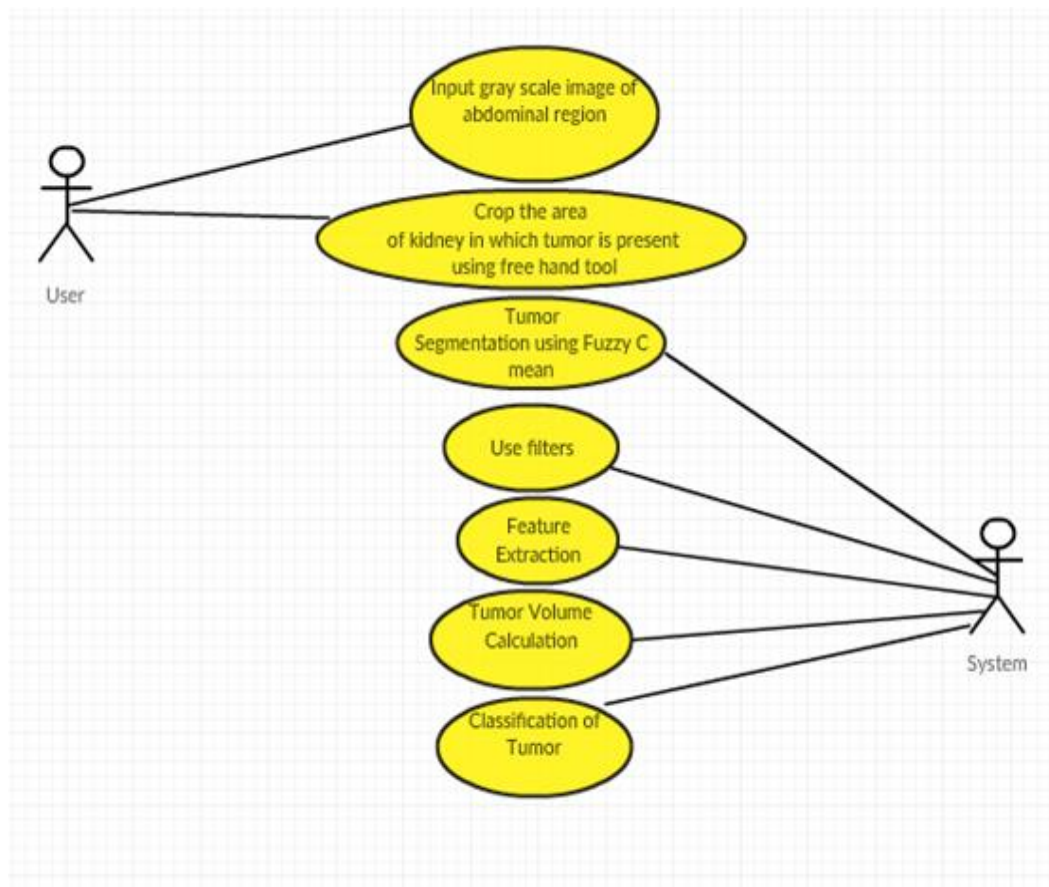 Input gray scale image of
abdominal region
Crop the area
of kidney in which tumor is present
using free hand tool
User
Tumor
Segmentation using Fuzzy C
mean
Use filters
Feature
Extraction
Tumor Volume
Calculation
System
Classification of
Tumor